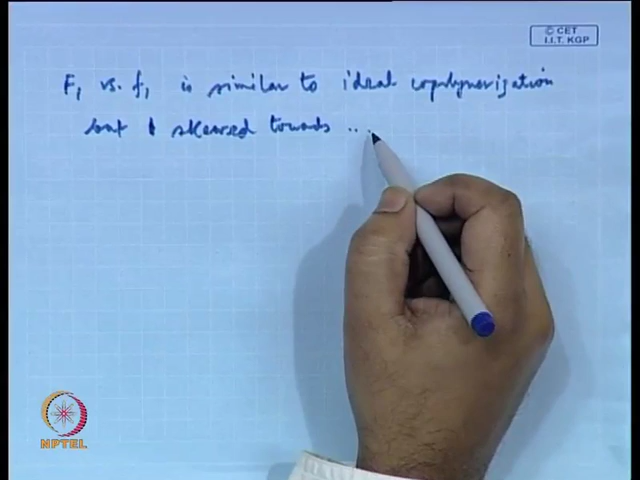 © CET
I.I.T. KGP
F₁ vs. f₁ is similar to ideal copolymerization
but skewed towards ...
NPTEL